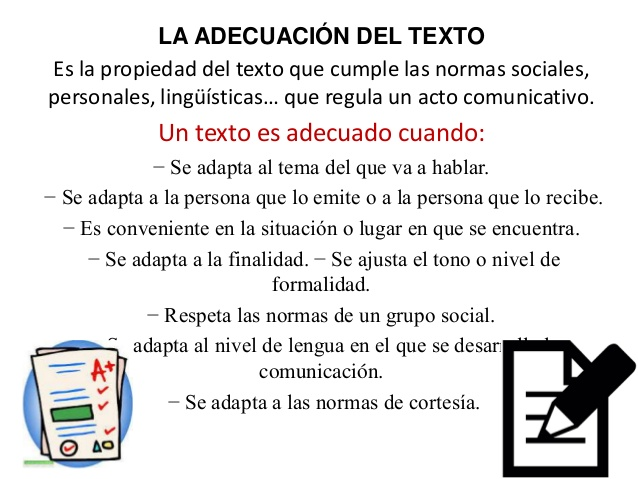 LA ADECUACIÓN DEL TEXTO
Es la propiedad del texto que cumple las normas sociales,
personales, lingüísticas… que regula un acto comunicativo.
Un texto es adecuado cuando:
− Se adapta al tema del que va a hablar.
− Se adapta a la persona que lo emite o a la persona que lo recibe.
− Es conveniente en la situación o lugar en que se encuentra.
− Se adapta a la finalidad. − Se ajusta el tono o nivel de
formalidad.
− Respeta las normas de un grupo social.
adapta al nivel de lengua en el que se
comunicación.
− Se adapta a las normas de cortesía.
A+